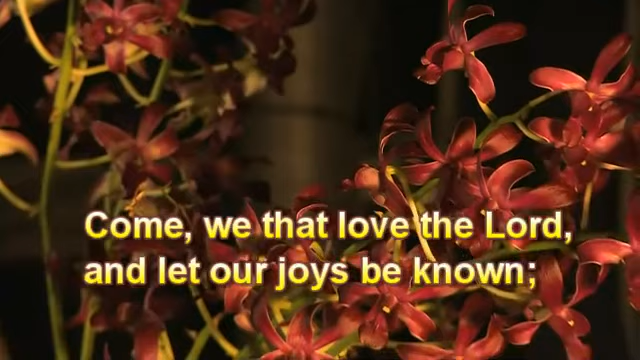 Come, we that love the Lord,
and let our joys be known;